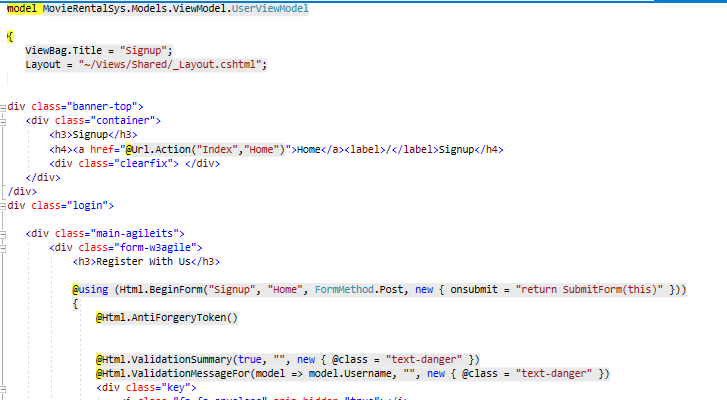 model MovieRentalSys.Models.ViewModel.UserViewModel
{
ViewBag.Title = "Signup";
Layout = "~/Views/Shared/_Layout.cshtml";
div class="banner-top">
<div class="container">
<h3>Signup</h3>
<h4><a href="@Url.Action("Index","Home")">Home</a><label>/</label>Signup</h4>
<div class="clearfix"> </div>
</div>
/div>
div class="login">
<div class="main-agileits">
<div class="form-w3agile">
<h3>Register With Us</h3>
@using (Html.BeginForm("Signup", "Home", FormMethod.Post, new { onsubmit = "return SubmitForm(this)" }))
{
@Html.AntiForgeryToken()
@Html.ValidationSummary(true, "", new { @class = "text-danger" })
@Html.ValidationMessageFor(model => model.Username, "", new { @class = "text-danger" })
<div class="key">